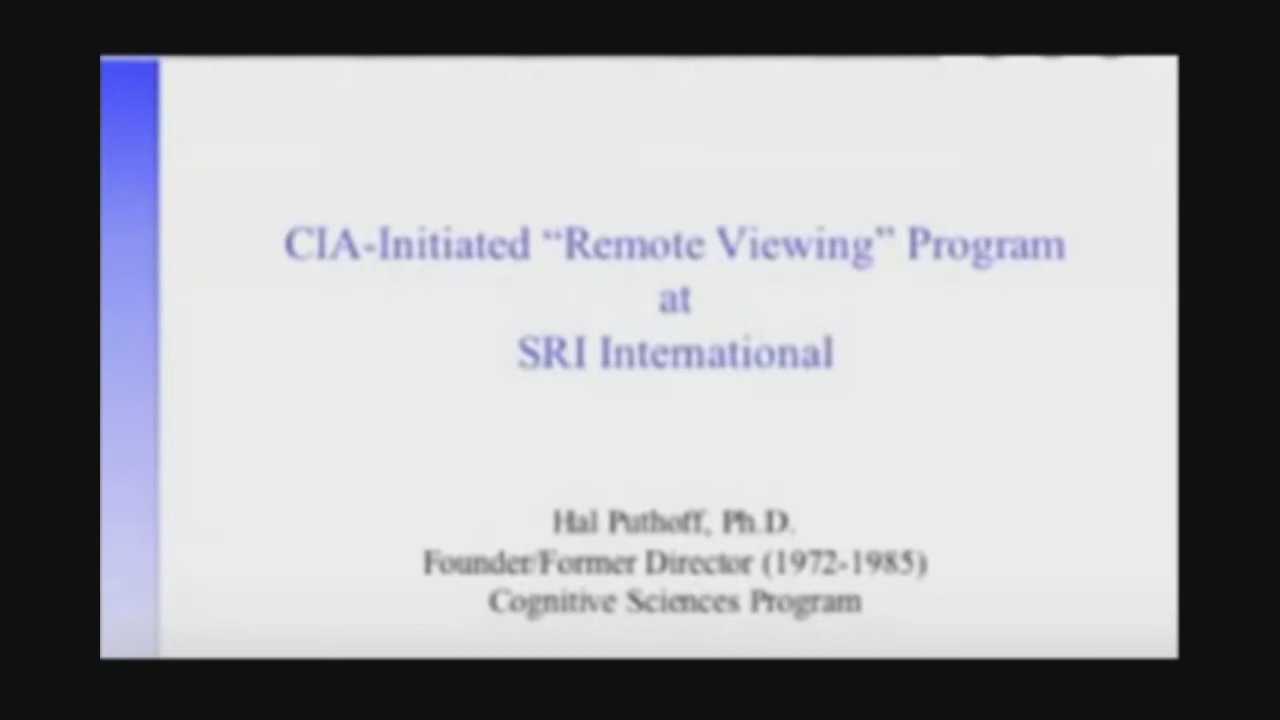 CIA-Initiated “Remote Viewing” Program
at
SRI International
Hal Puthoff, Ph.D.
Founder/Former Director (1972-1985)
Cognitive Sciences Program